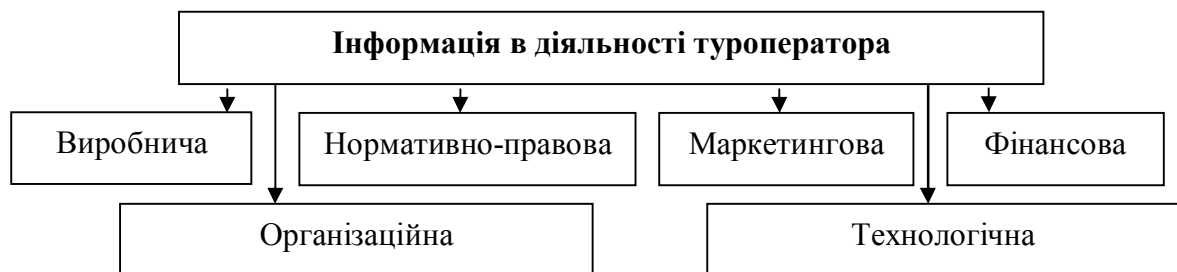 Інформація в діяльності туроператора
Виробнича
Нормативно-правова
Маркетингова
Фінансова
Організаційна
Технологічна